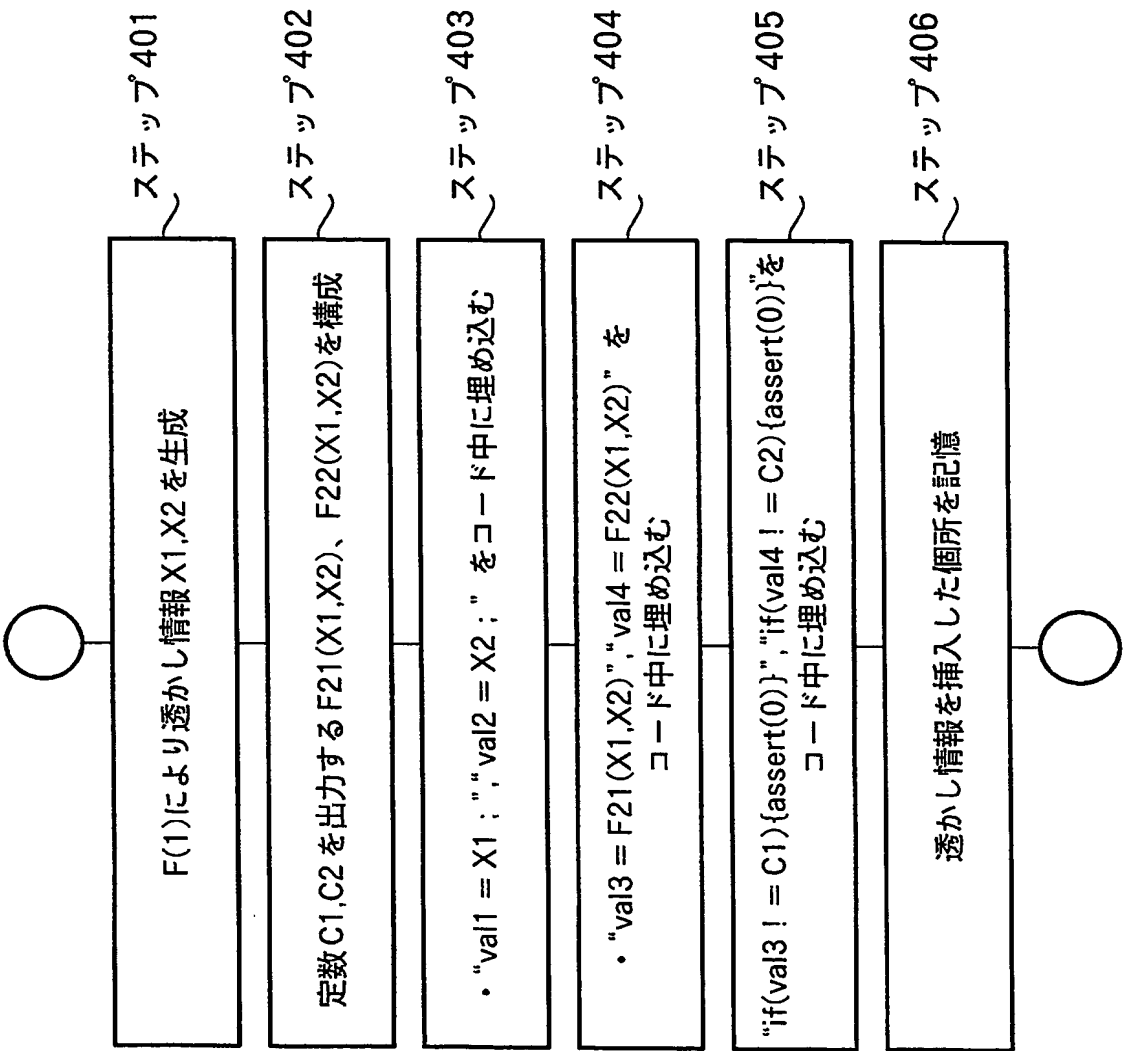 F(1)により透かし情報X1,X2を生成
ステップ401
定数C1,C2を出力するF21(X1,X2)、F22(X1,X2)を構成
ステップ402
・“val1 = X1 ; ”,“val2 = X2 ; ” をコード中に埋め込む
ステップ403
・“val3 = F21(X1,X2)”,“val4 = F22(X1,X2)” を
コード中に埋め込む
ステップ404
“if(val3 ! = C1){assert(0)}”,“if(val4 ! = C2){assert(0)}”を
コード中に埋め込む
ステップ405
透かし情報を挿入した個所を記憶
ステップ406